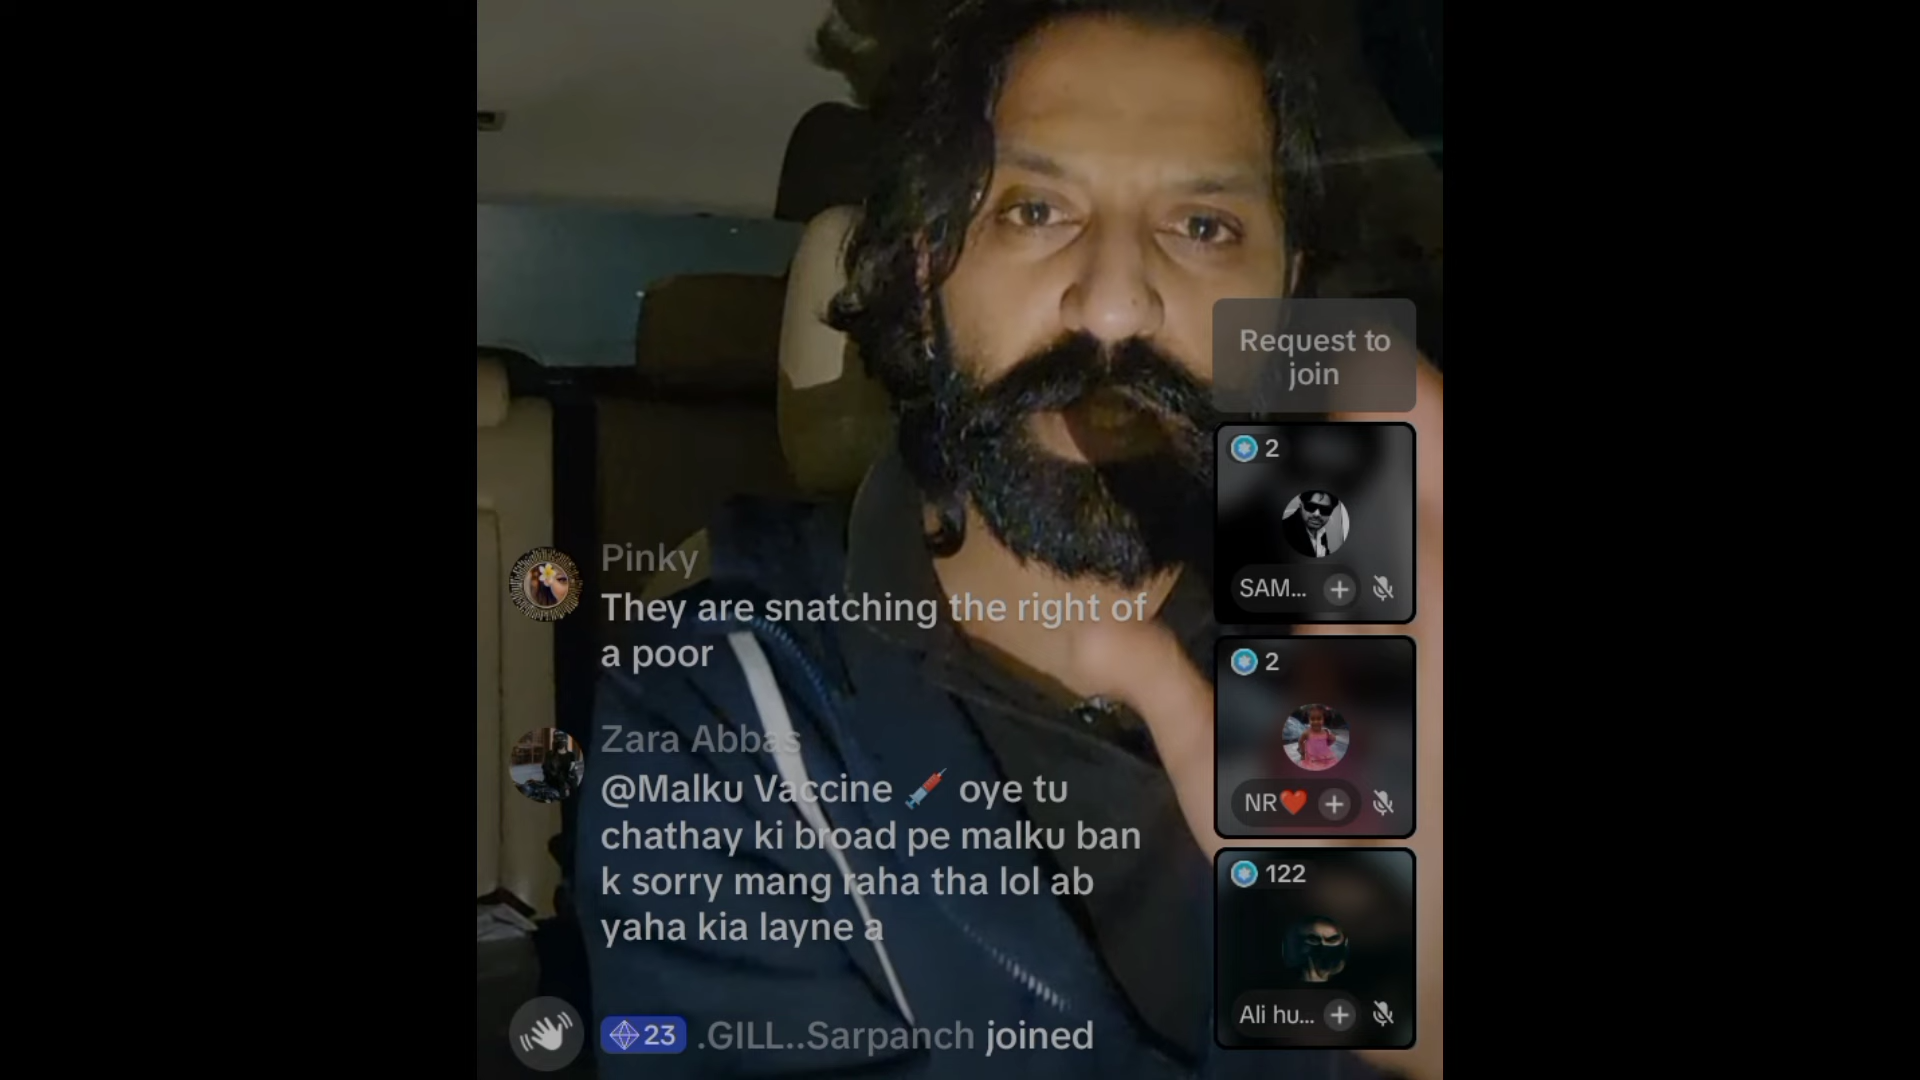 Request to
join
2
SAM...
2
NR❤️
122
Ali hu...
Pinky
They are snatching the right of
a poor
Zara Abbas
@Malku Vaccine 💉 oye tu
chathay ki broad pe malku ban
k sorry mang raha tha lol ab
yaha kia layne a
23 .GILL..Sarpanch joined